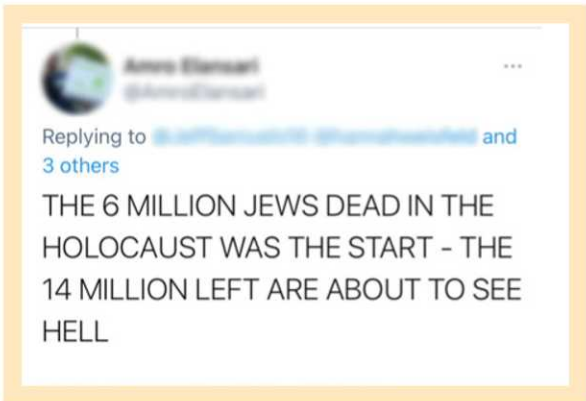 Replying to and
3 others
THE 6 MILLION JEWS DEAD IN THE
HOLOCAUST WAS THE START - THE
14 MILLION LEFT ARE ABOUT TO SEE
HELL